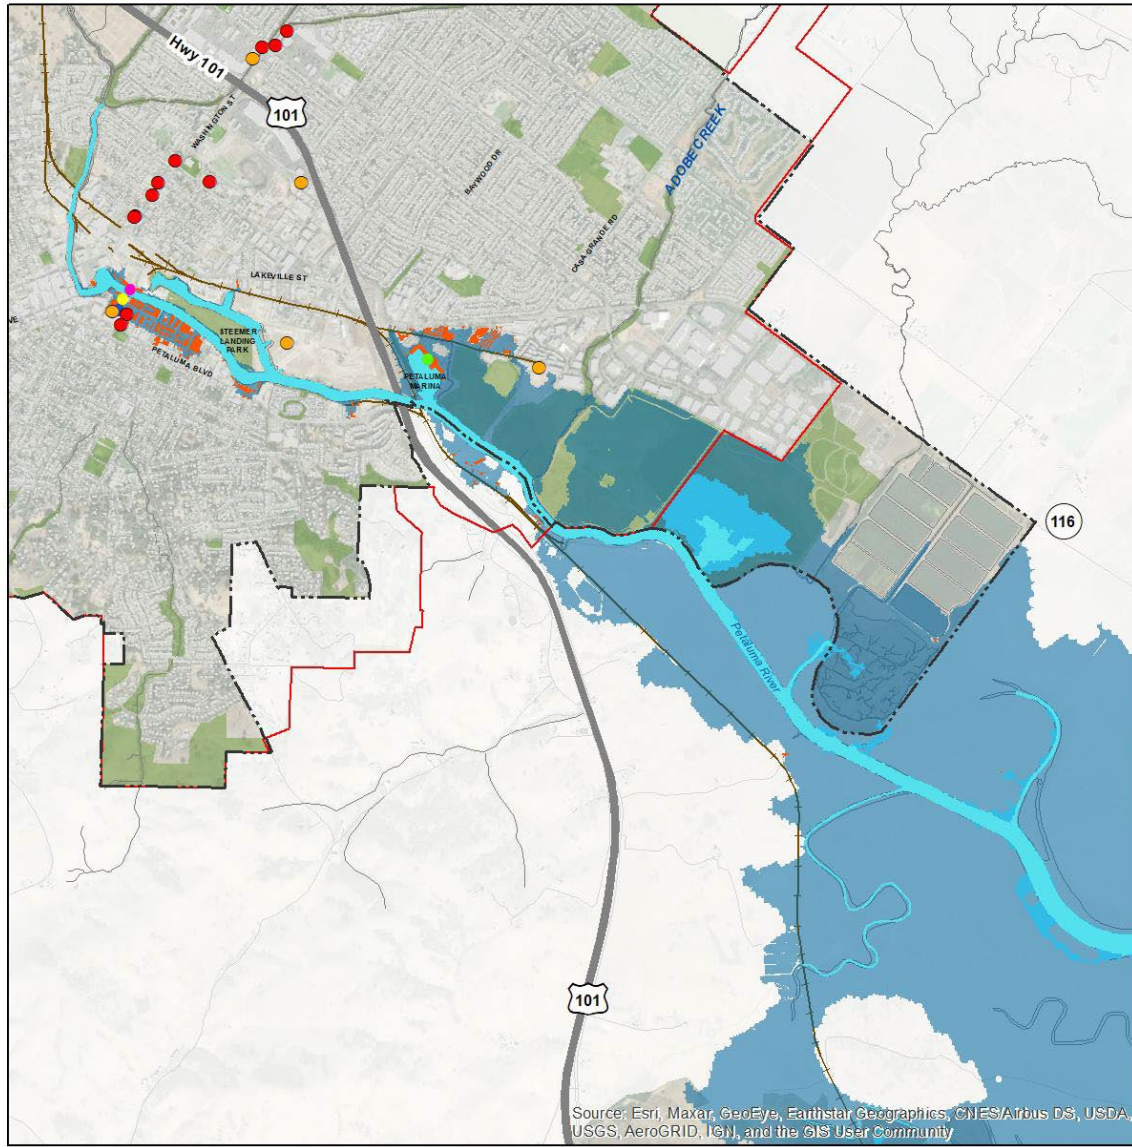 Hwy 101
101
WASHINGTON ST
BAYWOOD DR
ADOBE CREEK
CASA GRANDE RD
LAKEVILLE ST
VE
STEEMER
LANDING
PARK
PETALUMA BLVD
PETALUMA
MARINA
116
Petaluma River
101
Source: Esri, Maxar, GeoEye, Earthstar Geographics, CNES/Airbus DS, USDA,
USGS, AeroGRID, IGN, and the GIS User Community